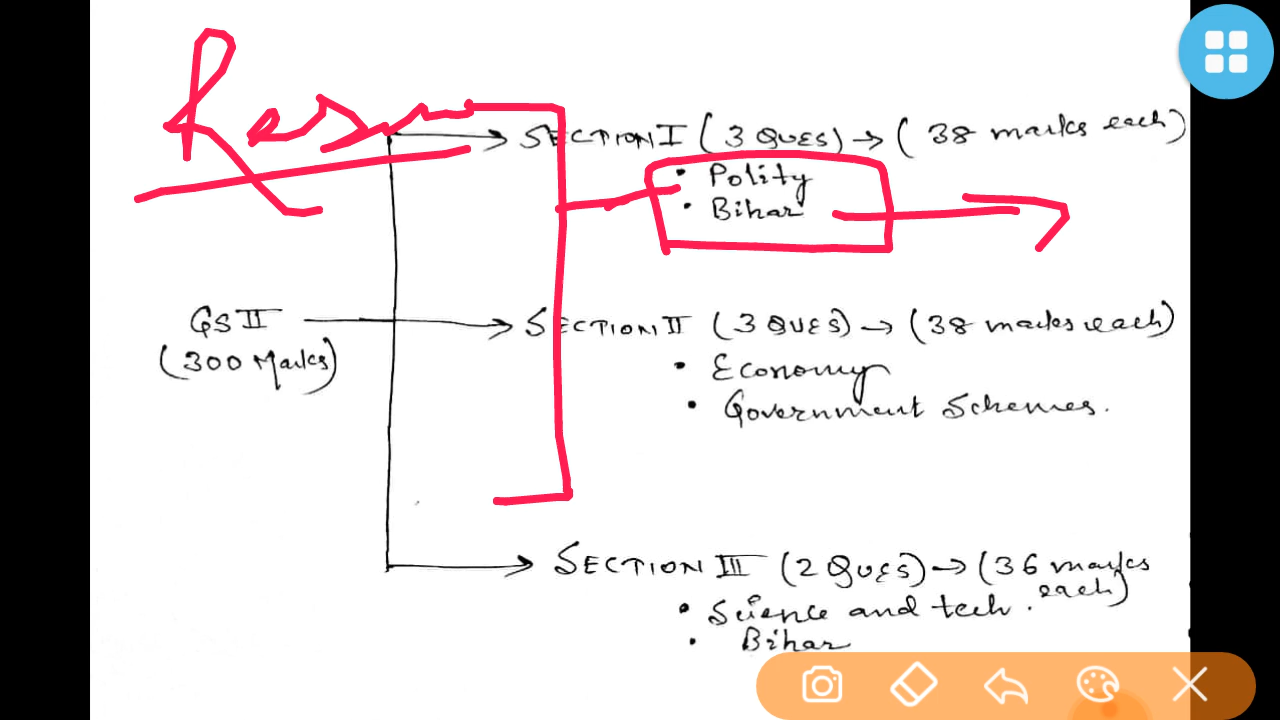 SECTION I (3 QUES) → (38 marks each)
• Polity
• Bihar
GS II
(300 Marks)
SECTION II (3 QUES) → (38 marks each)
• Economy
• Government Schemes.
SECTION III (2 QUES) → (36 marks each)
• Science and tech.
• Bihar